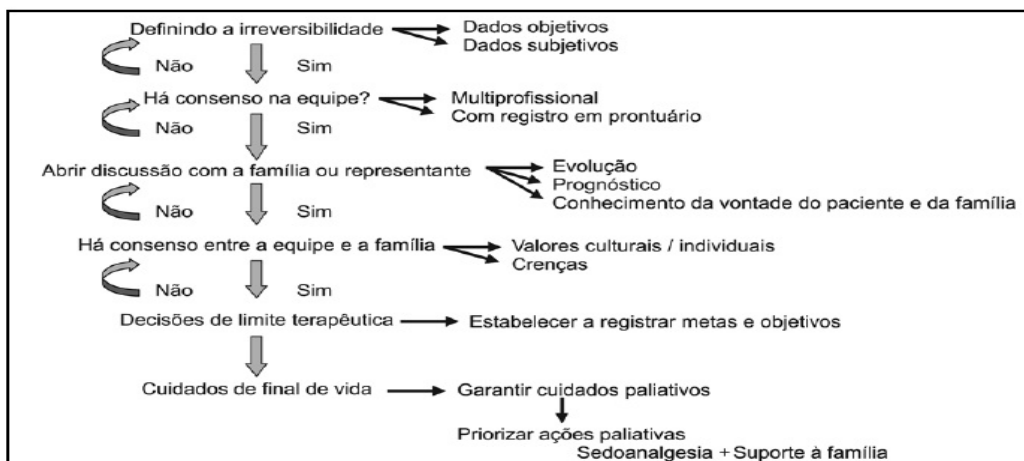 Definindo a irreversibilidade
Dados objetivos
Dados subjetivos
Não
Sim
Há consenso na equipe?
Multiprofissional
Com registro em prontuário
Não
Sim
Abrir discussão com a família ou representante
Evolução
Prognóstico
Conhecimento da vontade do paciente e da família
Não
Sim
Há consenso entre a equipe e a família
Valores culturais / individuais
Crenças
Não
Sim
Decisões de limite terapêutica
Estabelecer a registrar metas e objetivos
Cuidados de final de vida
Garantir cuidados paliativos
Priorizar ações paliativas
Sedoanalgesia + Suporte à família